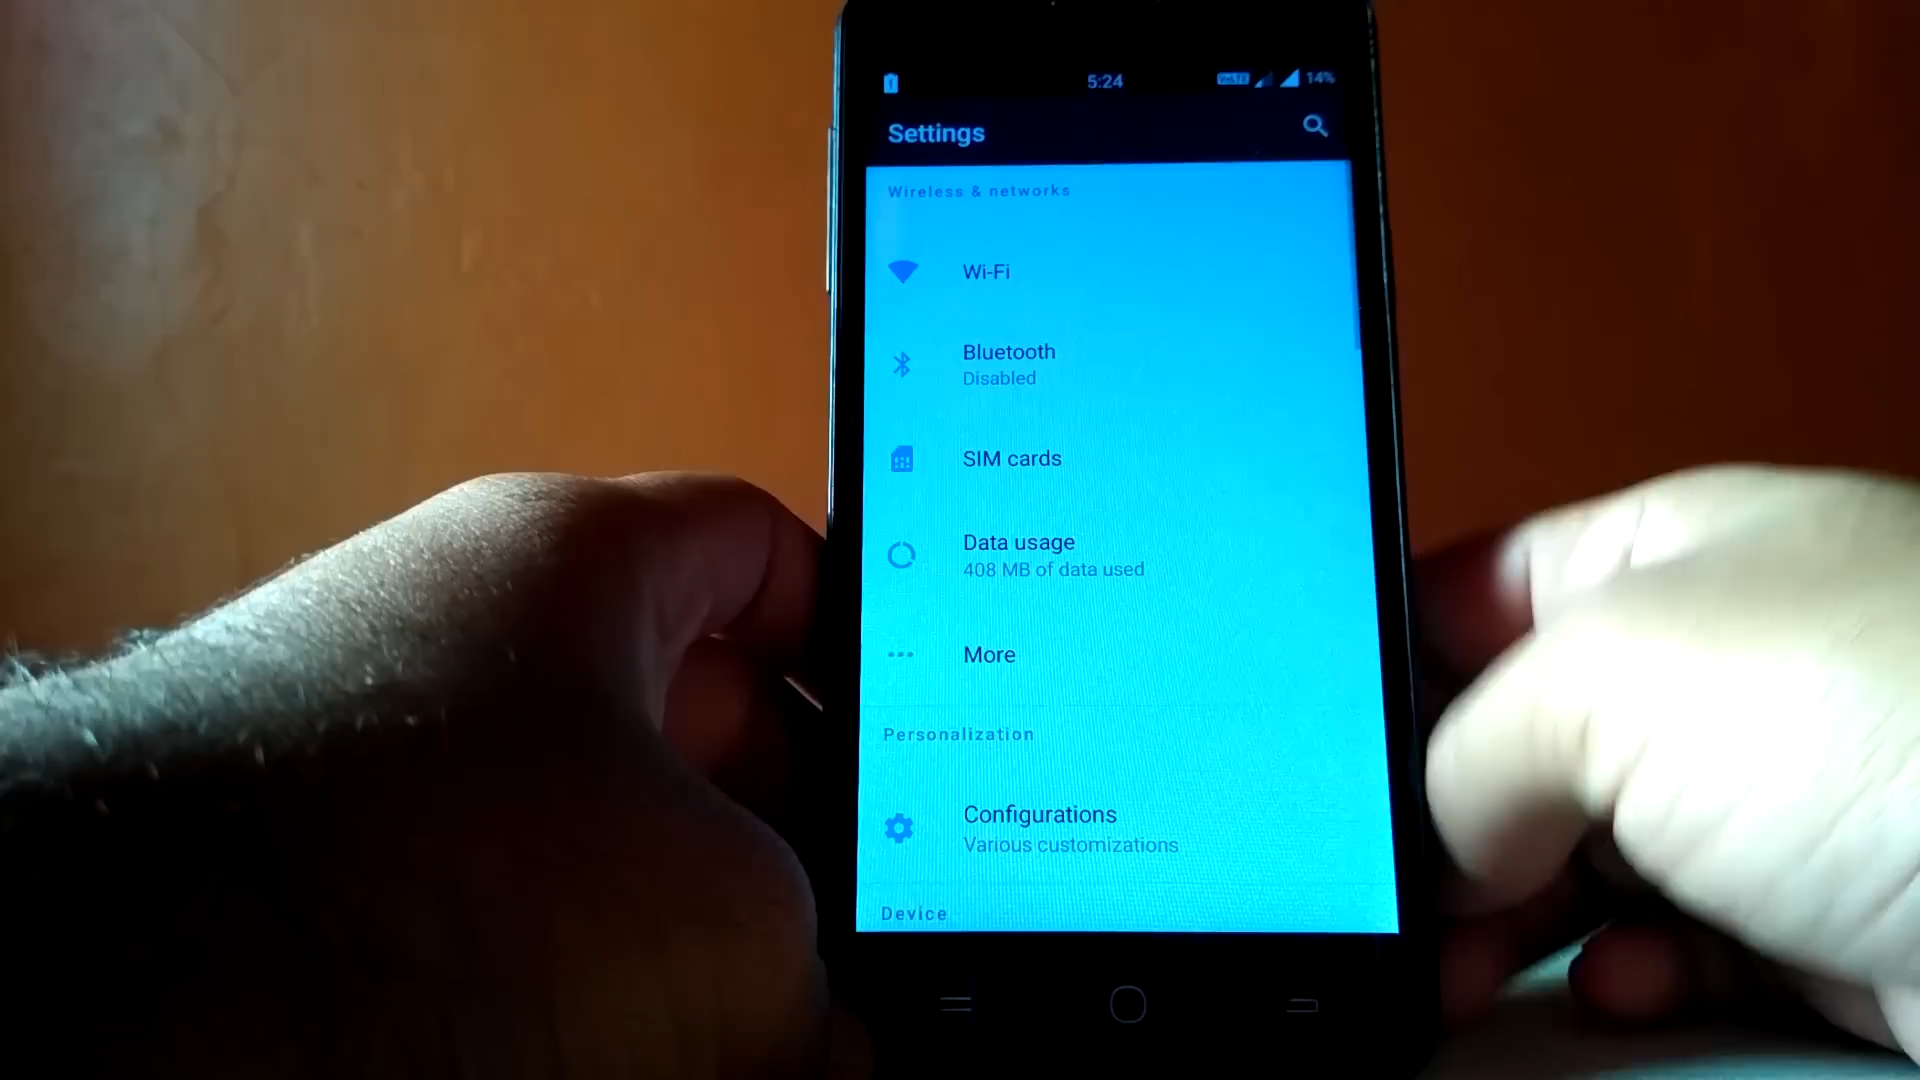 5:24 VoLTE 14%
Settings
Wireless & networks
Wi-Fi
Bluetooth
Disabled
SIM cards
Data usage
408 MB of data used
More
Personalization
Configurations
Various customizations
Device